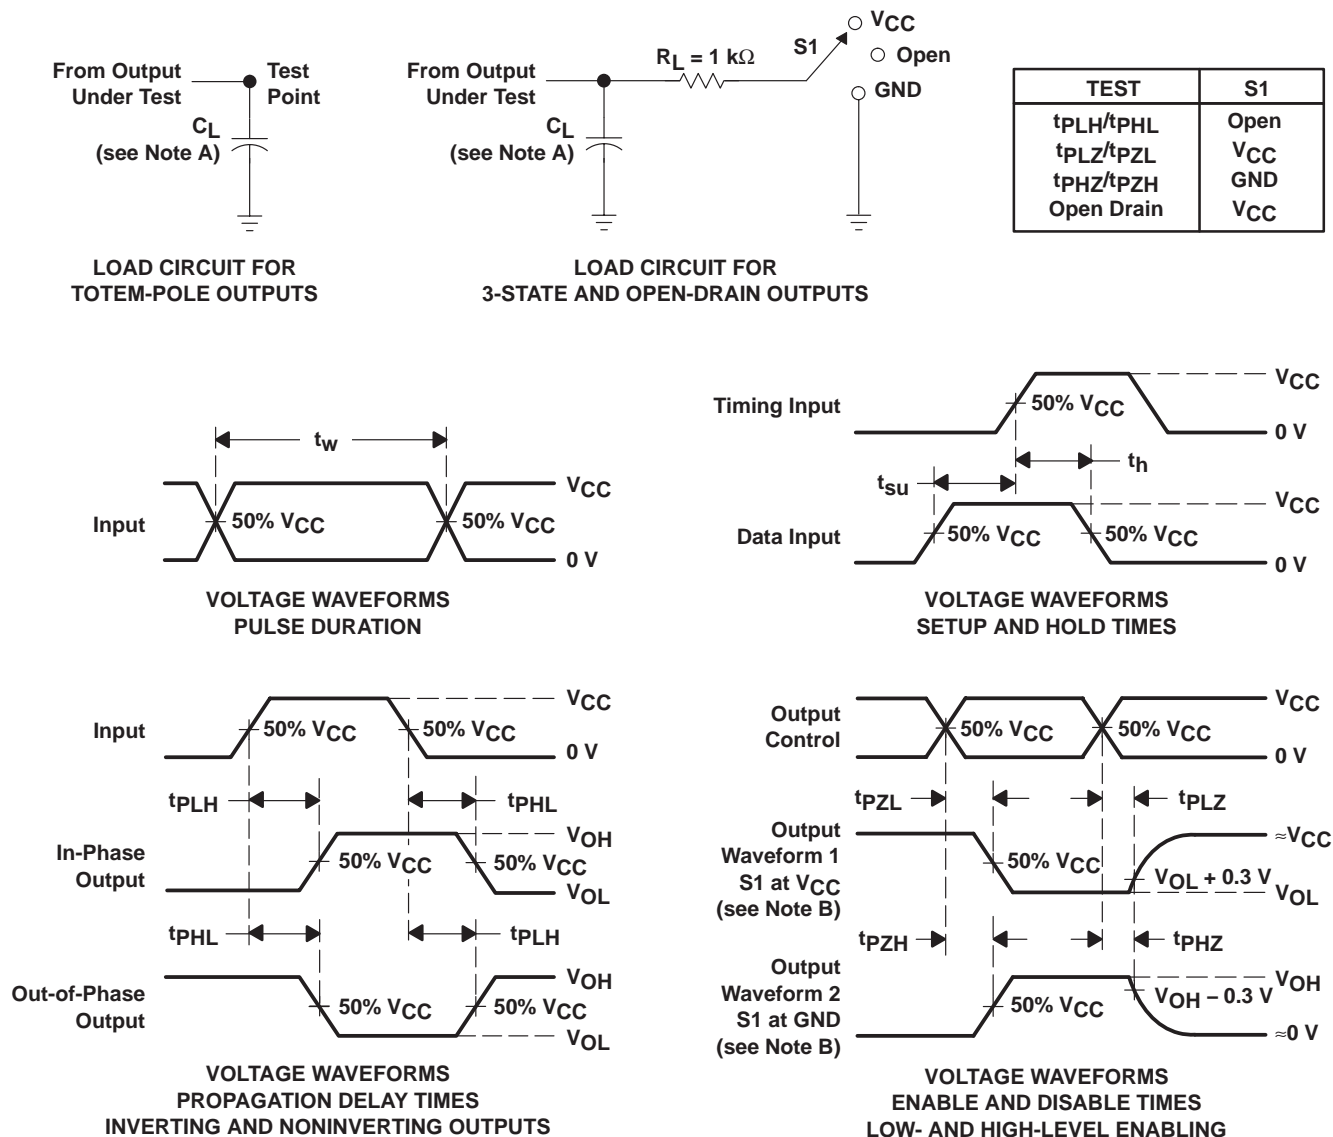 From Output
Under Test
Test
Point
CL
(see Note A)
LOAD CIRCUIT FOR
TOTEM-POLE OUTPUTS
From Output
Under Test
RL = 1 kΩ
S1
VCC
Open
GND
CL
(see Note A)
LOAD CIRCUIT FOR
3-STATE AND OPEN-DRAIN OUTPUTS
TEST S1
tPLH/tPHL Open
tPLZ/tPZL VCC
tPHZ/tPZH GND
Open Drain VCC
tw
Input
VCC
50% VCC
50% VCC
0 V
VOLTAGE WAVEFORMS
PULSE DURATION
Timing Input
50% VCC
VCC
0 V
tsu
th
Data Input
50% VCC
50% VCC
VCC
0 V
VOLTAGE WAVEFORMS
SETUP AND HOLD TIMES
Input
50% VCC
50% VCC
VCC
0 V
tPLH
tPHL
In-Phase
Output
50% VCC
50% VCC
VOH
VOL
tPHL
tPLH
Out-of-Phase
Output
50% VCC
50% VCC
VOH
VOL
VOLTAGE WAVEFORMS
PROPAGATION DELAY TIMES
INVERTING AND NONINVERTING OUTPUTS
Output
Control
50% VCC
50% VCC
VCC
0 V
tPZL
tPLZ
Output
Waveform 1
S1 at VCC
(see Note B)
50% VCC
VOL + 0.3 V
≈VCC
VOL
tPZH
tPHZ
Output
Waveform 2
S1 at GND
(see Note B)
50% VCC
VOH – 0.3 V
VOH
≈0 V
VOLTAGE WAVEFORMS
ENABLE AND DISABLE TIMES
LOW- AND HIGH-LEVEL ENABLING